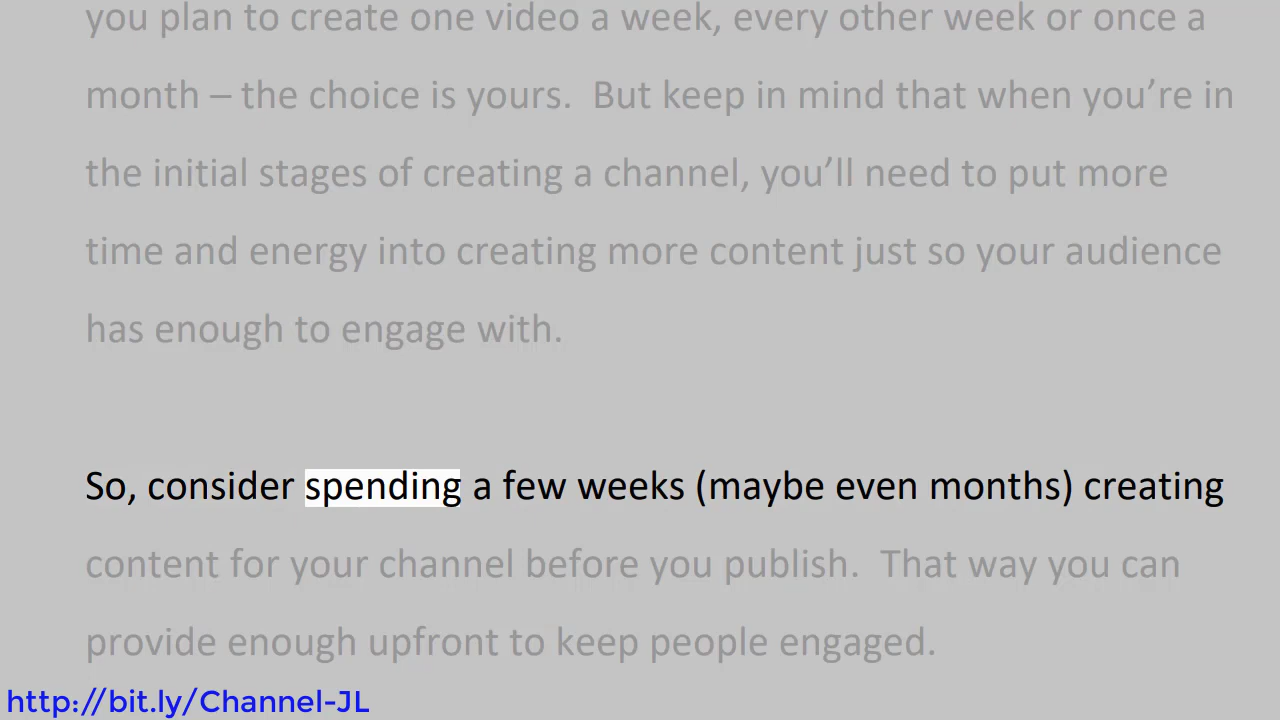 you plan to create one video a week, every other week or once a
month – the choice is yours.  But keep in mind that when you’re in
the initial stages of creating a channel, you’ll need to put more
time and energy into creating more content just so your audience
has enough to engage with.
So, consider spending a few weeks (maybe even months) creating
content for your channel before you publish.  That way you can
provide enough upfront to keep people engaged.
http://bit.ly/Channel-JL